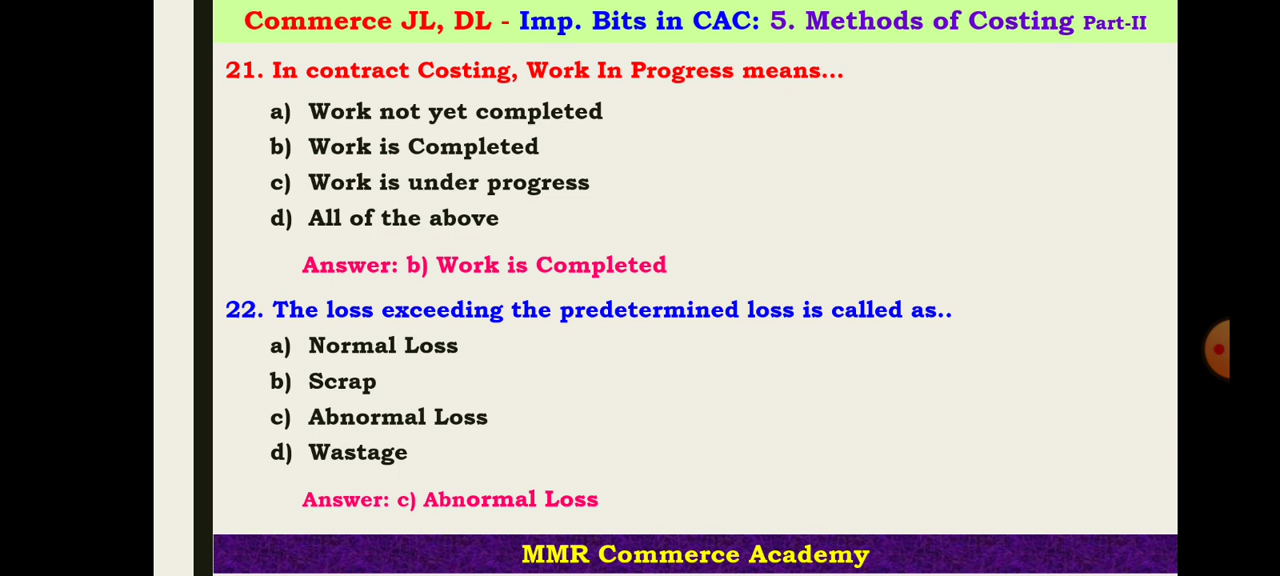 Commerce JL, DL - Imp. Bits in CAC: 5. Methods of Costing Part-II
21. In contract Costing, Work In Progress means...
a) Work not yet completed
b) Work is Completed
c) Work is under progress
d) All of the above
Answer: b) Work is Completed
22. The loss exceeding the predetermined loss is called as..
a) Normal Loss
b) Scrap
c) Abnormal Loss
d) Wastage
Answer: c) Abnormal Loss
MMR Commerce Academy